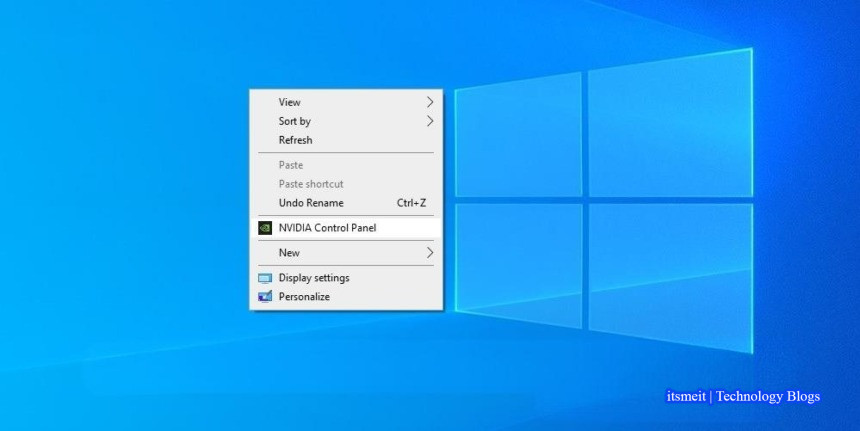 View
Sort by
Refresh
Paste
Paste shortcut
Undo Rename Ctrl+Z
NVIDIA Control Panel
New
Display settings
Personalize
itsmeit | Technology Blogs